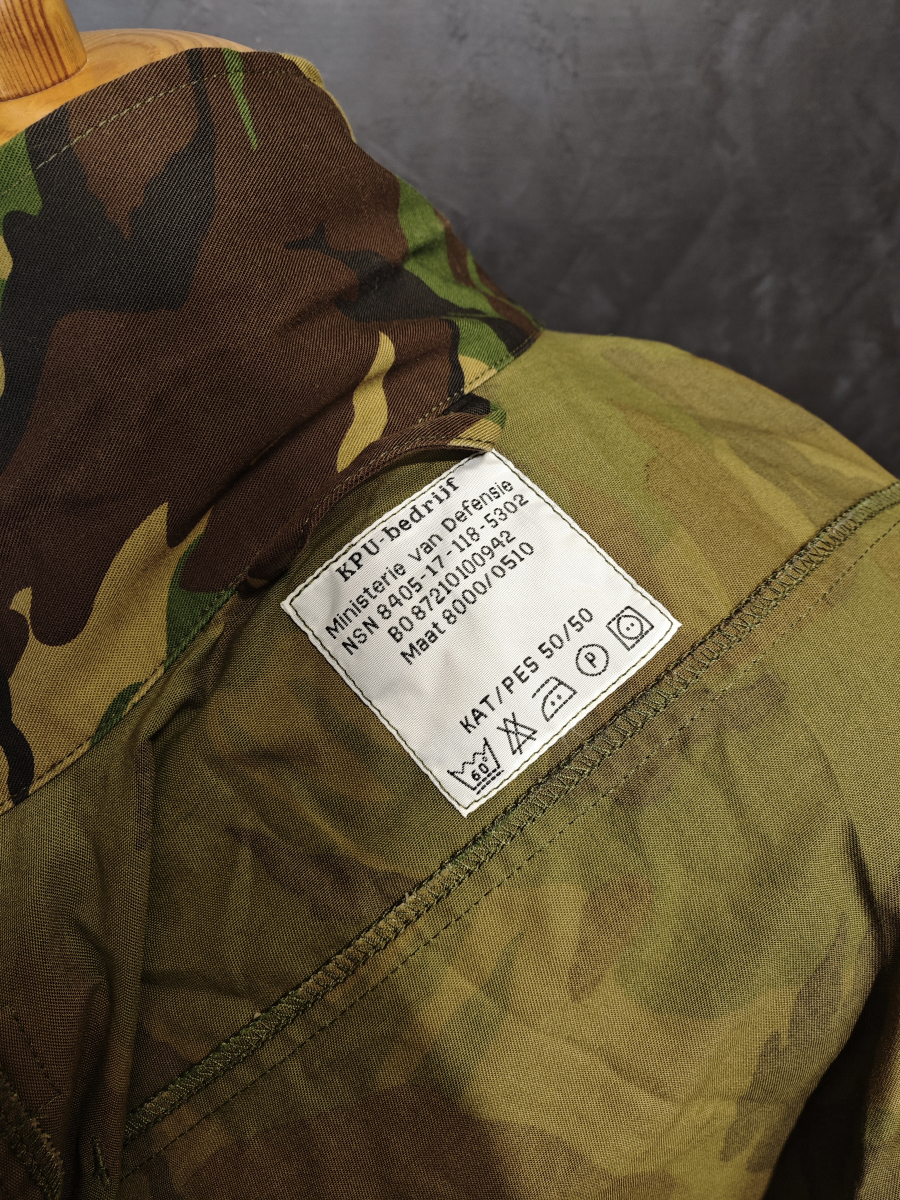 KPU-bedrijf
Ministerie van Defensie
NSN 8405-17-118-5302
BO 87210100942
Maat 8000/0510
KAT/PES 50/50
60° P